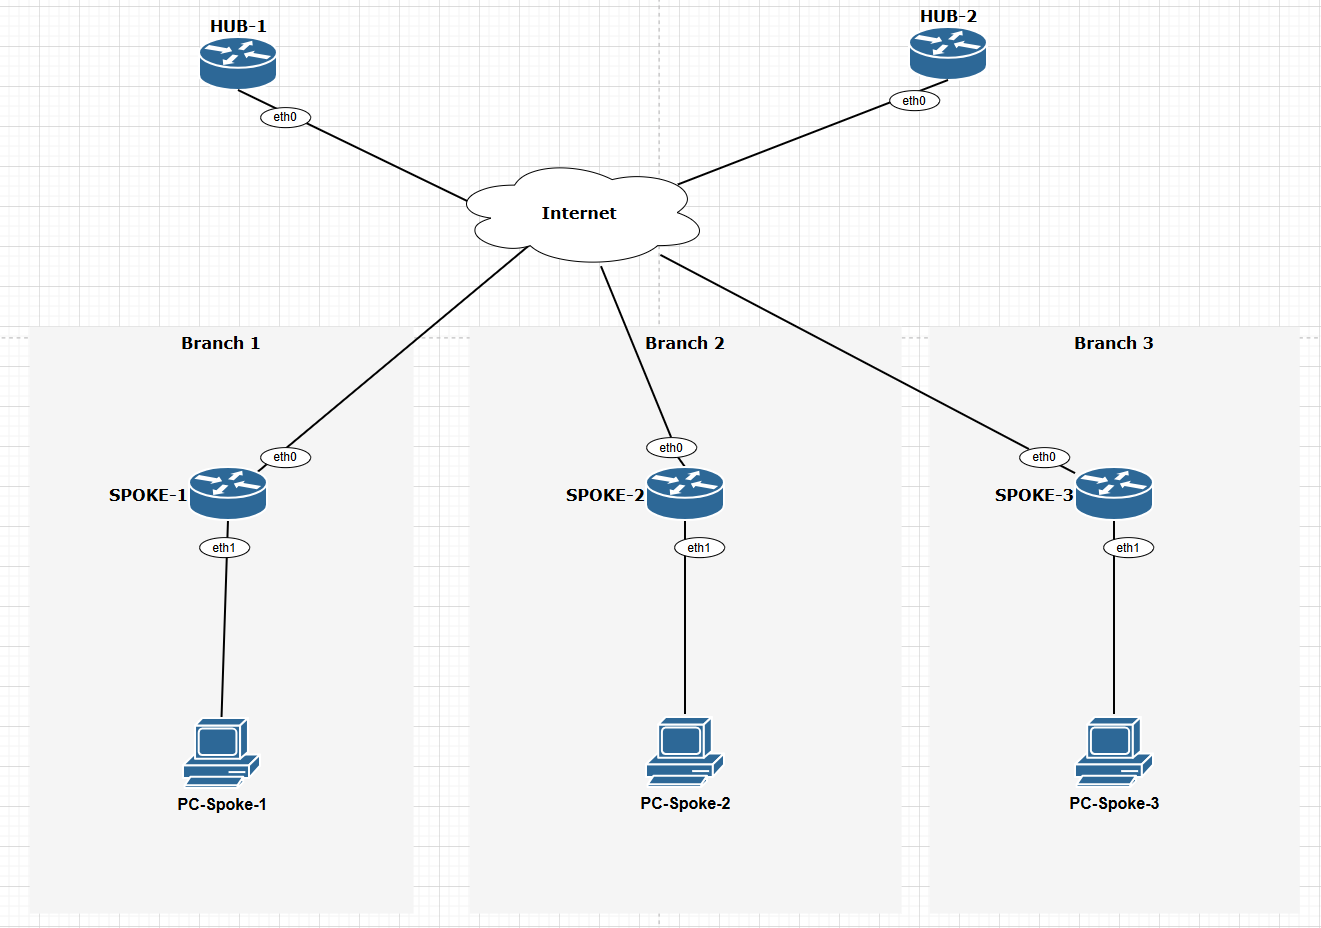 HUB-1
HUB-2
eth0
eth0
Internet
Branch 1
Branch 2
Branch 3
eth0
eth0
eth0
SPOKE-1
SPOKE-2
SPOKE-3
eth1
eth1
eth1
PC-Spoke-1
PC-Spoke-2
PC-Spoke-3